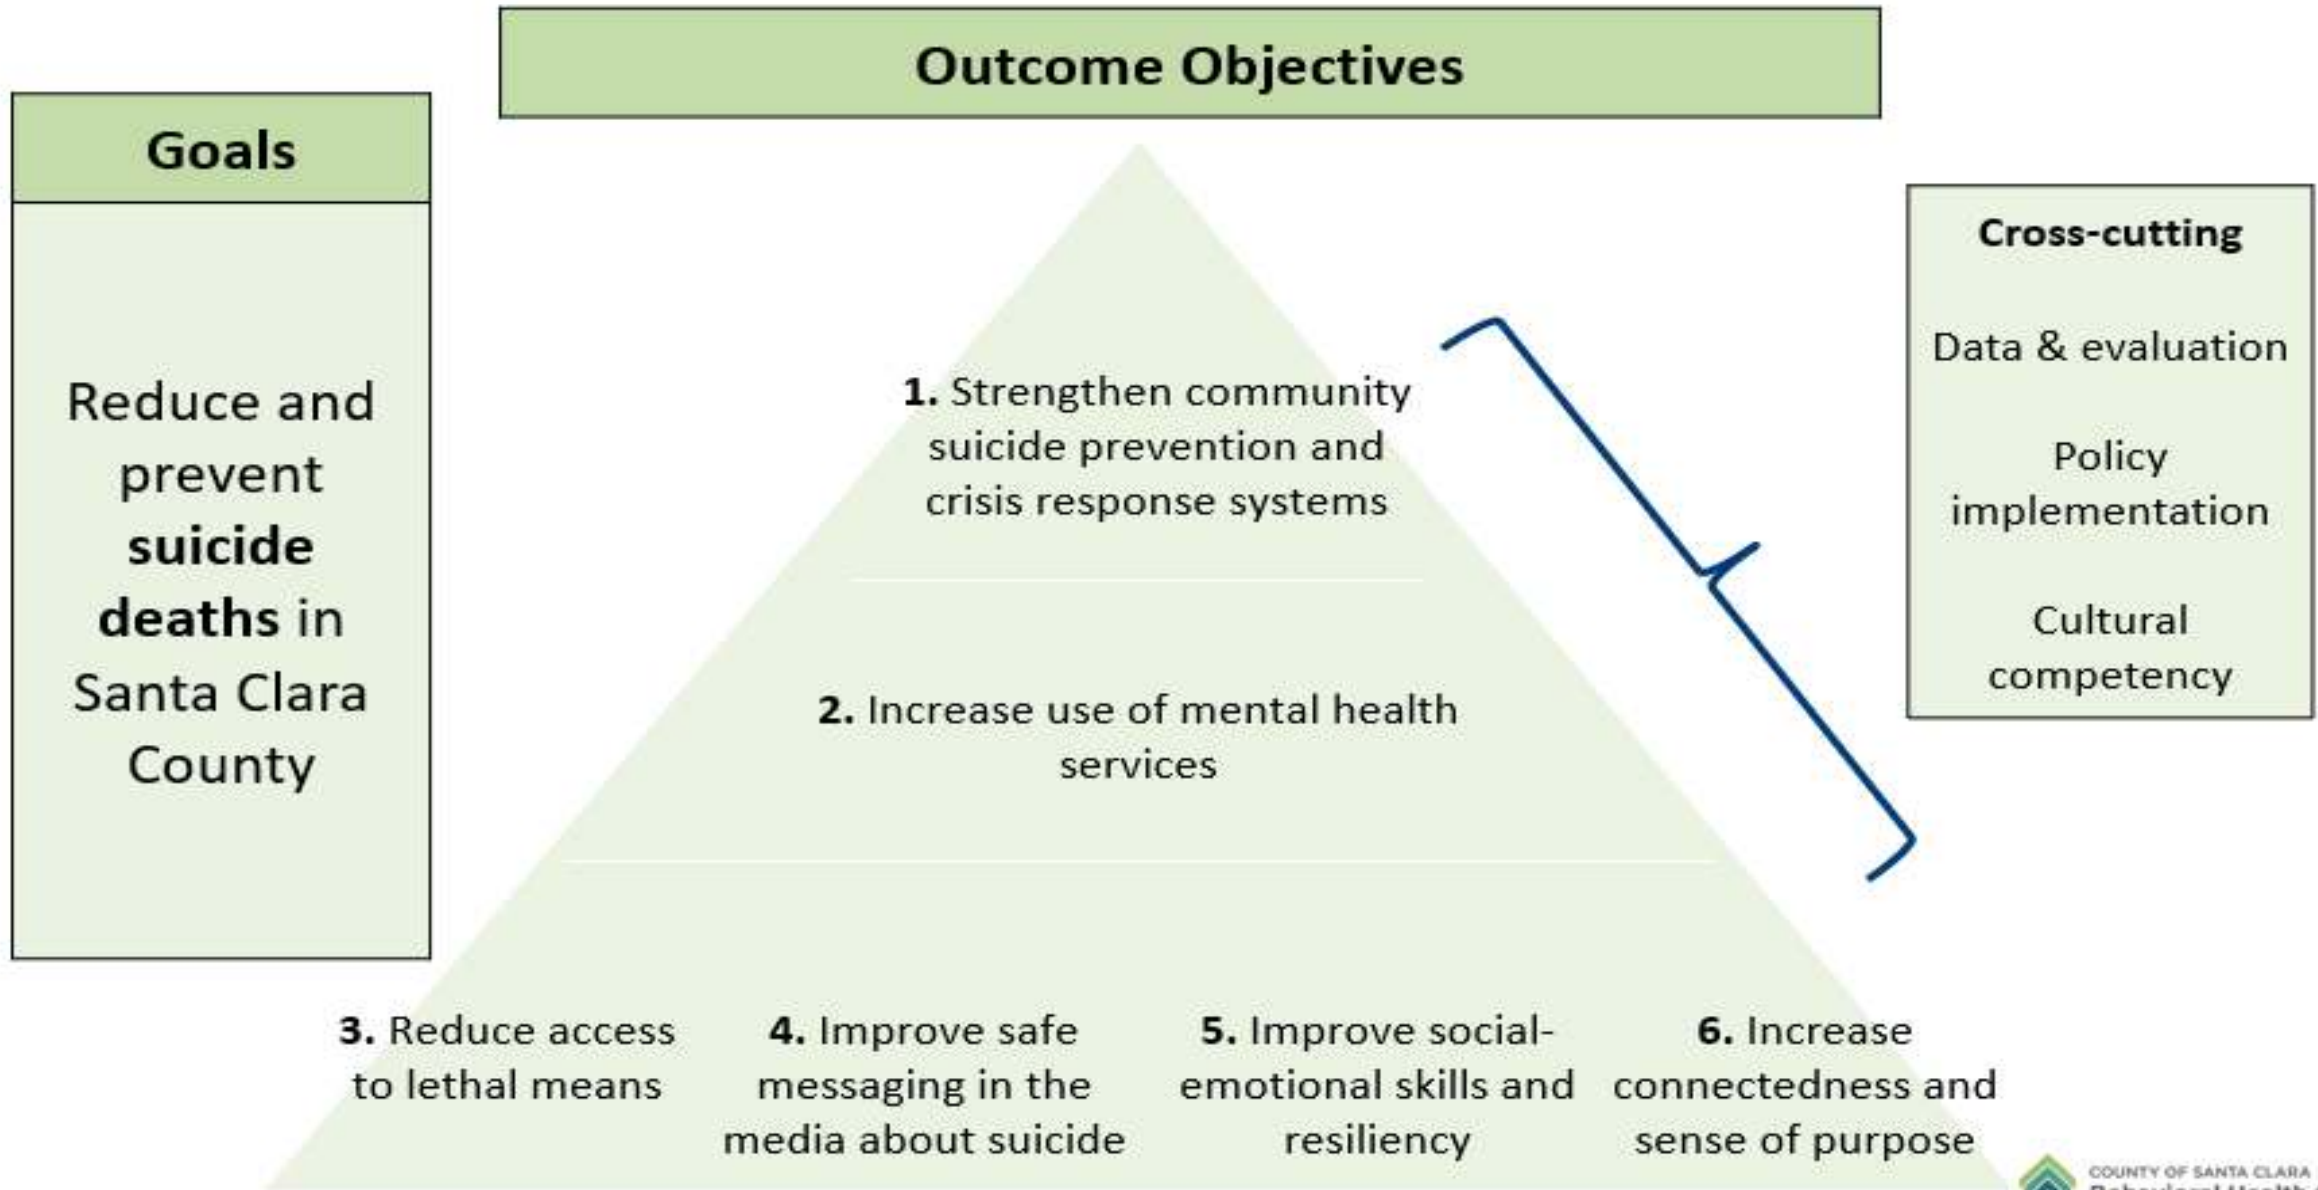 Outcome Objectives
Goals
Reduce and
prevent
suicide
deaths in
Santa Clara
County
1. Strengthen community
suicide prevention and
crisis response systems
2. Increase use of mental health
services
3. Reduce access
to lethal means
4. Improve safe
messaging in the
media about suicide
5. Improve social-
emotional skills and
resiliency
6. Increase
connectedness and
sense of purpose
Cross-cutting
Data & evaluation
Policy
implementation
Cultural
competency
COUNTY OF SANTA CLARA
Behavioral Health